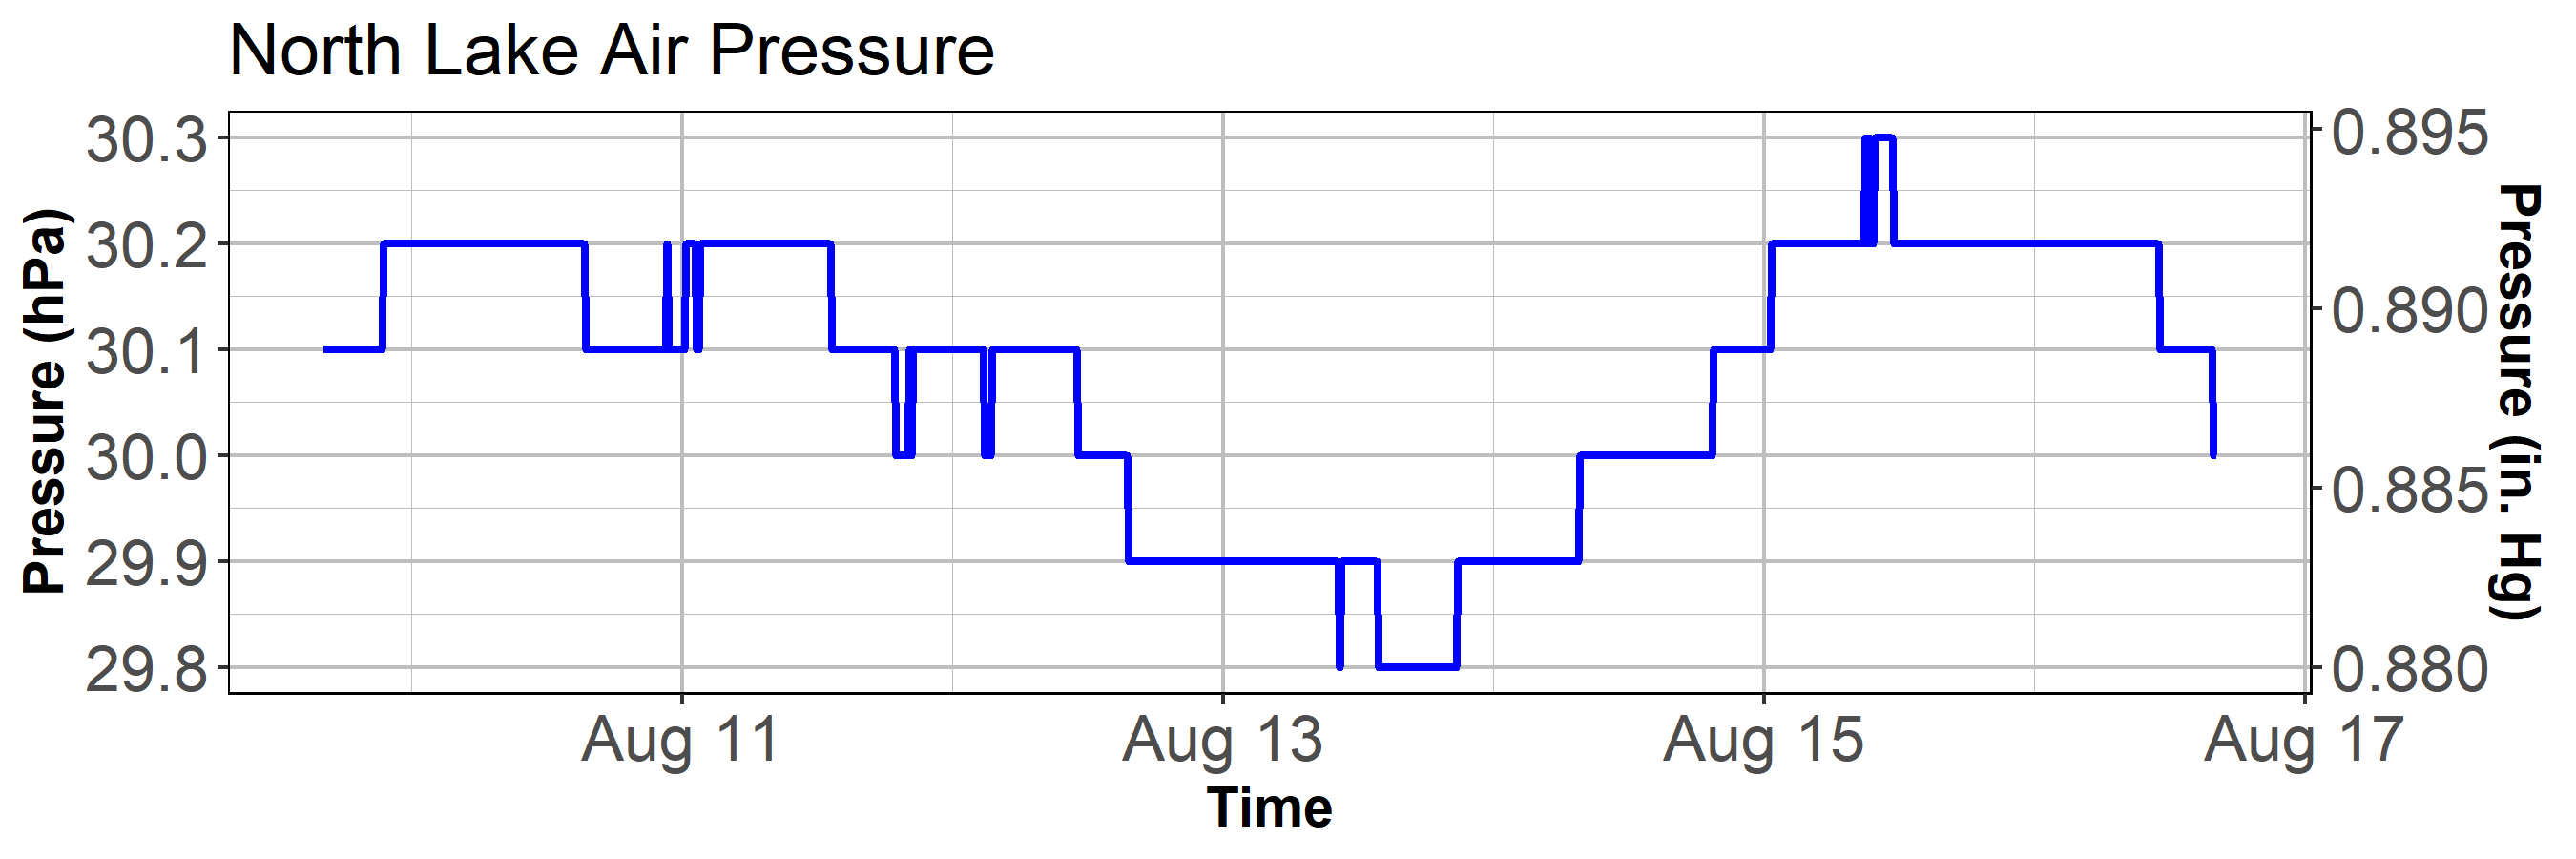 North Lake Air Pressure
Pressure (hPa)
30.3
30.2
30.1
30.0
29.9
29.8
0.895
0.890
0.885
0.880
Pressure (in. Hg)
Aug 11
Aug 13
Aug 15
Aug 17
Time